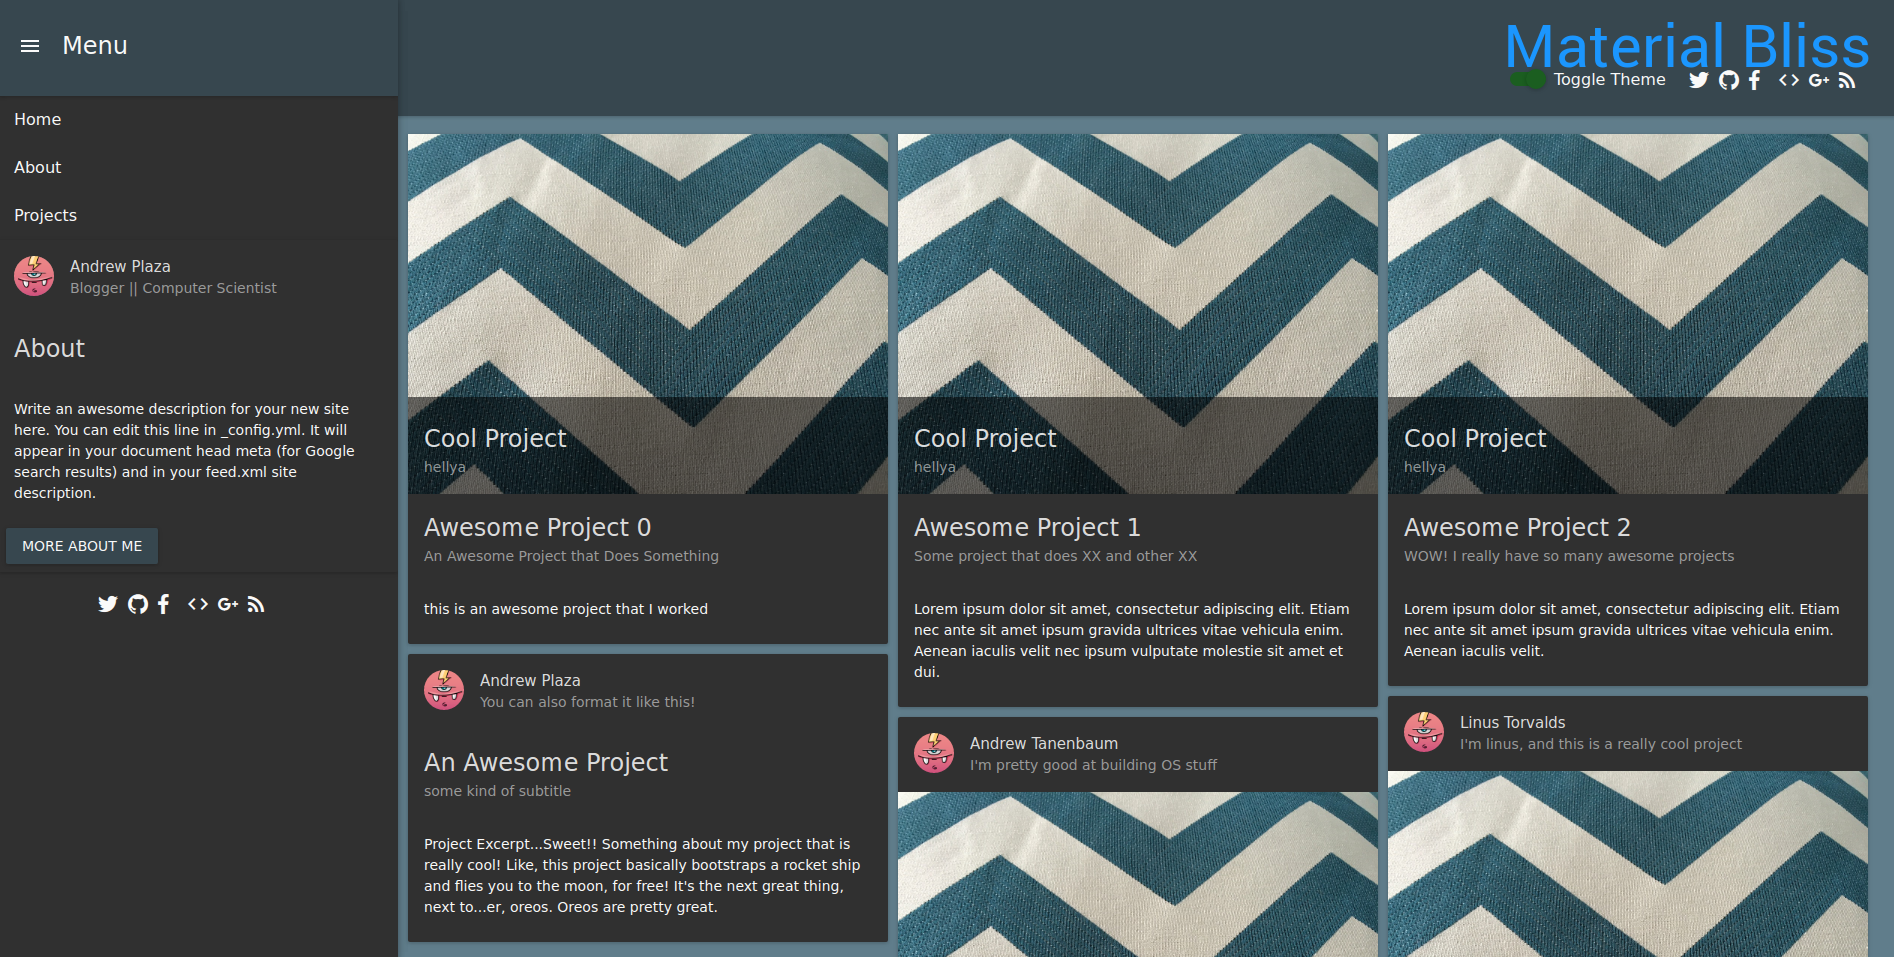 Menu
Home
About
Projects
Andrew Plaza
Blogger || Computer Scientist
About
Write an awesome description for your new site
here. You can edit this line in _config.yml. It will
appear in your document head meta (for Google
search results) and in your feed.xml site
description.
MORE ABOUT ME
G+
Material Bliss
Toggle Theme
G+
Cool Project
hellya
Awesome Project 0
An Awesome Project that Does Something
this is an awesome project that I worked
Andrew Plaza
You can also format it like this!
An Awesome Project
some kind of subtitle
Project Excerpt...Sweet!! Something about my project that is
really cool! Like, this project basically bootstraps a rocket ship
and flies you to the moon, for free! It's the next great thing,
next to...er, oreos. Oreos are pretty great.
Cool Project
hellya
Awesome Project 1
Some project that does XX and other XX
Lorem ipsum dolor sit amet, consectetur adipiscing elit. Etiam
nec ante sit amet ipsum gravida ultrices vitae vehicula enim.
Aenean iaculis velit nec ipsum vulputate molestie sit amet et
dui.
Andrew Tanenbaum
I'm pretty good at building OS stuff
Cool Project
hellya
Awesome Project 2
WOW! I really have so many awesome projects
Lorem ipsum dolor sit amet, consectetur adipiscing elit. Etiam
nec ante sit amet ipsum gravida ultrices vitae vehicula enim.
Aenean iaculis velit.
Linus Torvalds
I'm linus, and this is a really cool project